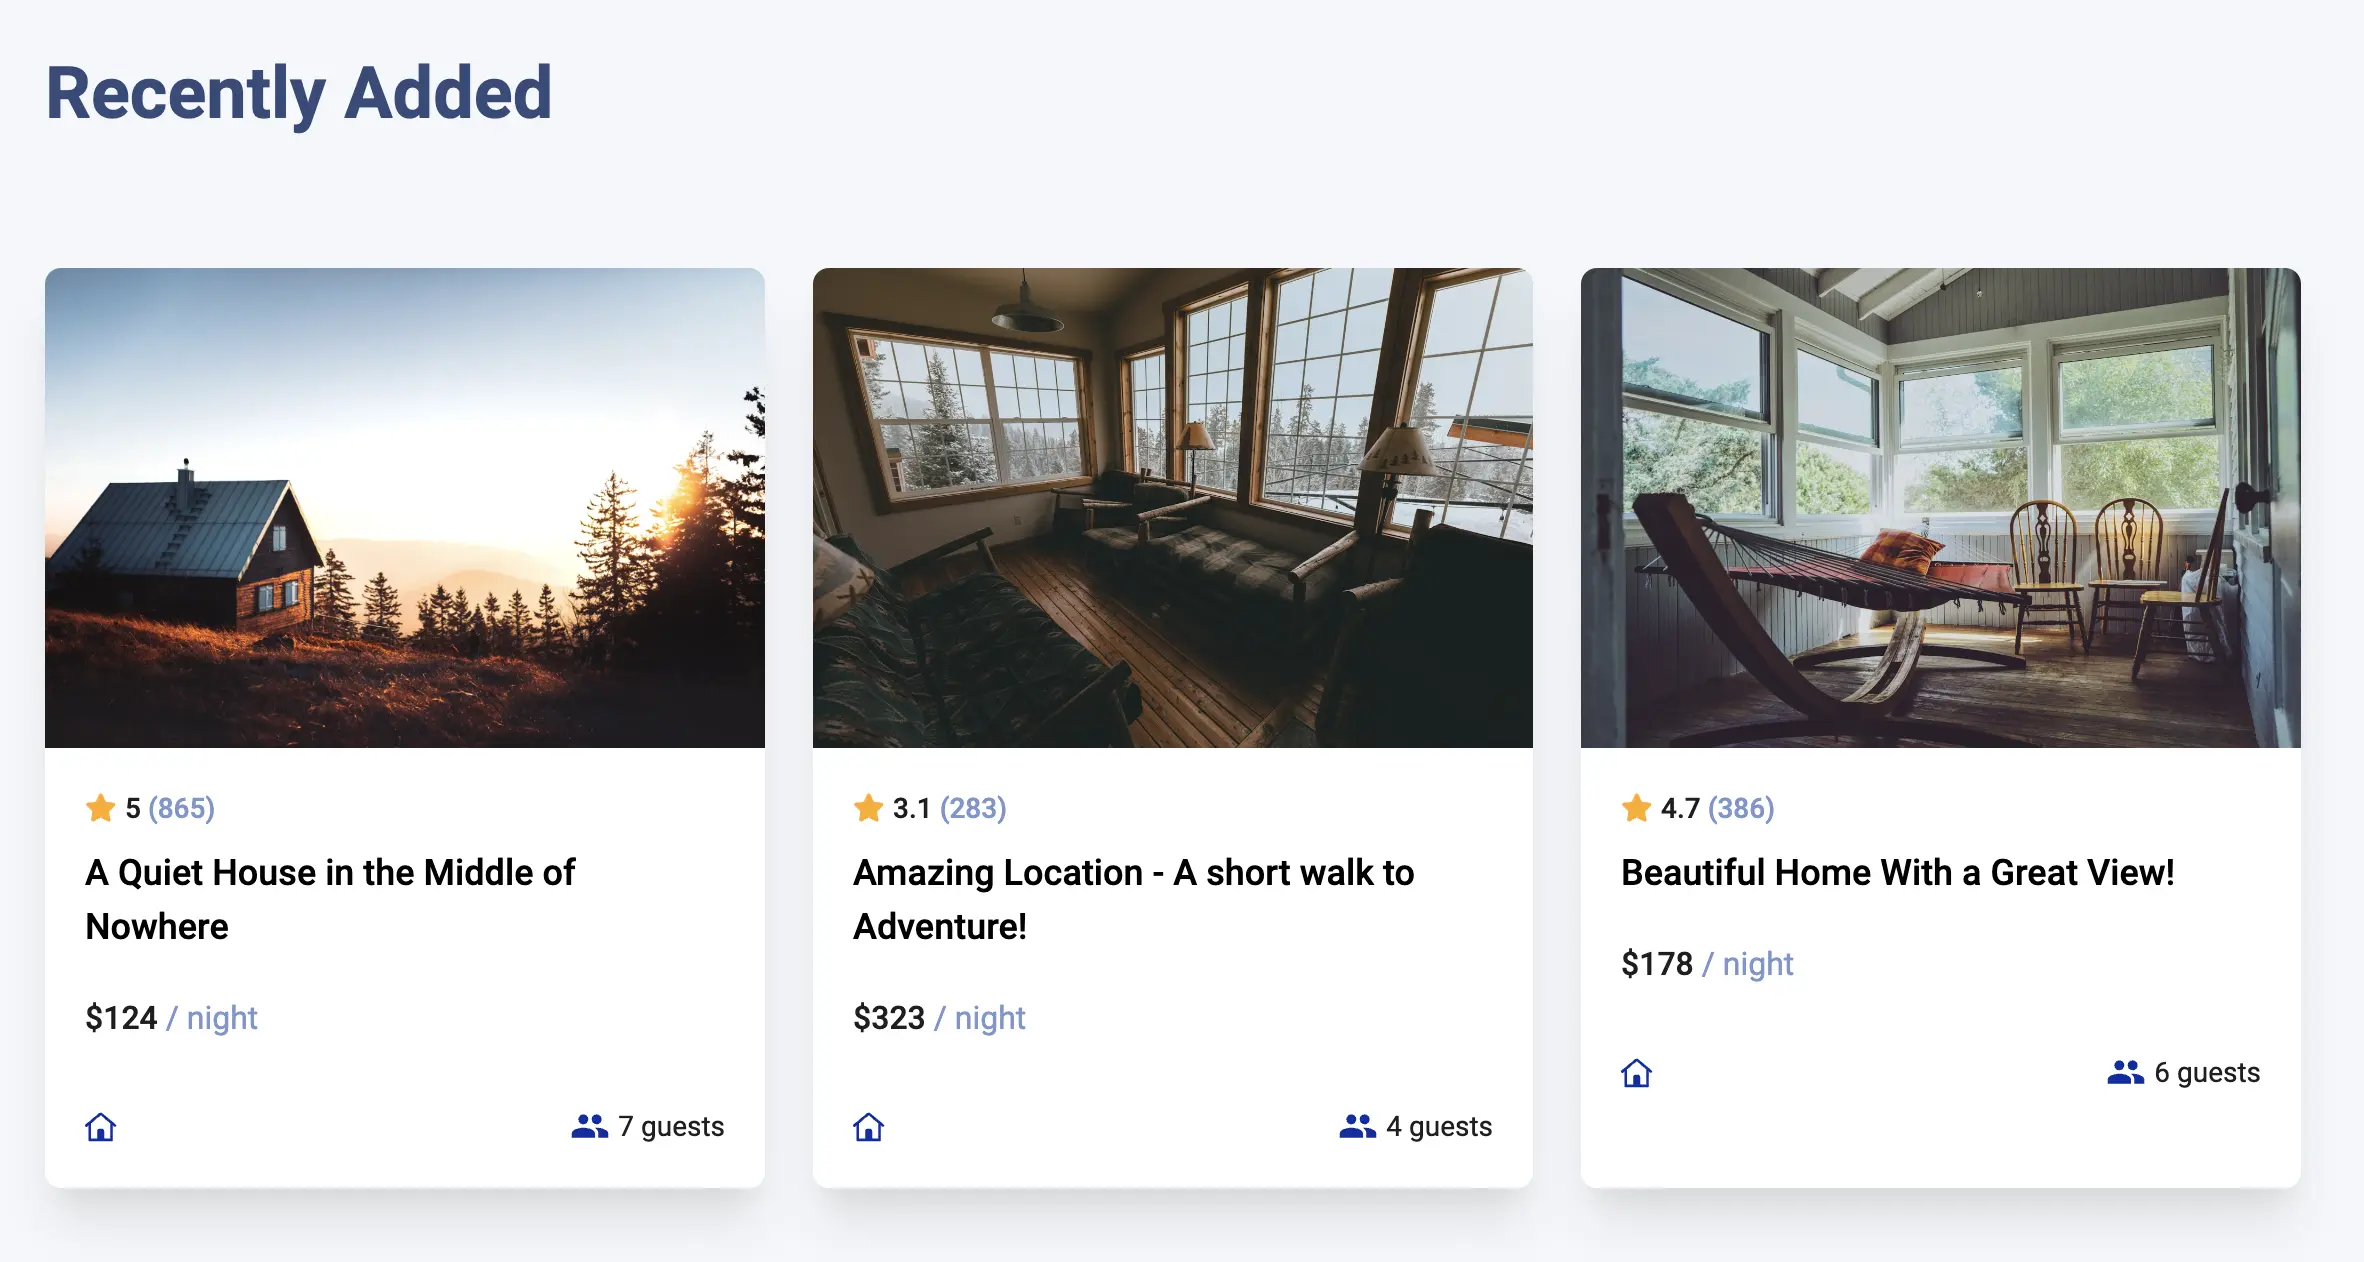 Recently Added
5 (865)
A Quiet House in the Middle of
Nowhere
$124 / night
7 guests
3.1 (283)
Amazing Location - A short walk to
Adventure!
$323 / night
4 guests
4.7 (386)
Beautiful Home With a Great View!
$178 / night
6 guests